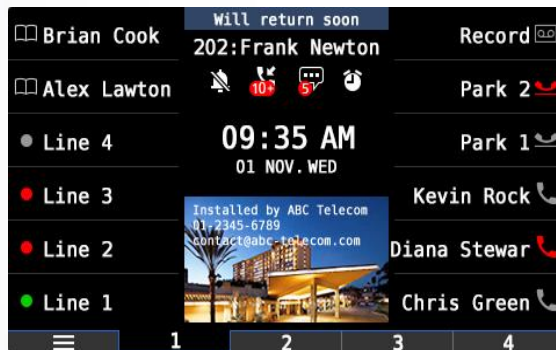 Will return soon
202:Frank Newton
10+
5
09:35 AM
01 NOV.WED
Installed by ABC Telecom
01-2345-6789
contact@abc-telecom.com
Brian Cook
Alex Lawton
Line 4
Line 3
Line 2
Line 1
Record
Park 2
Park 1
Kevin Rock
Diana Stewar
Chris Green
1
2
3
4